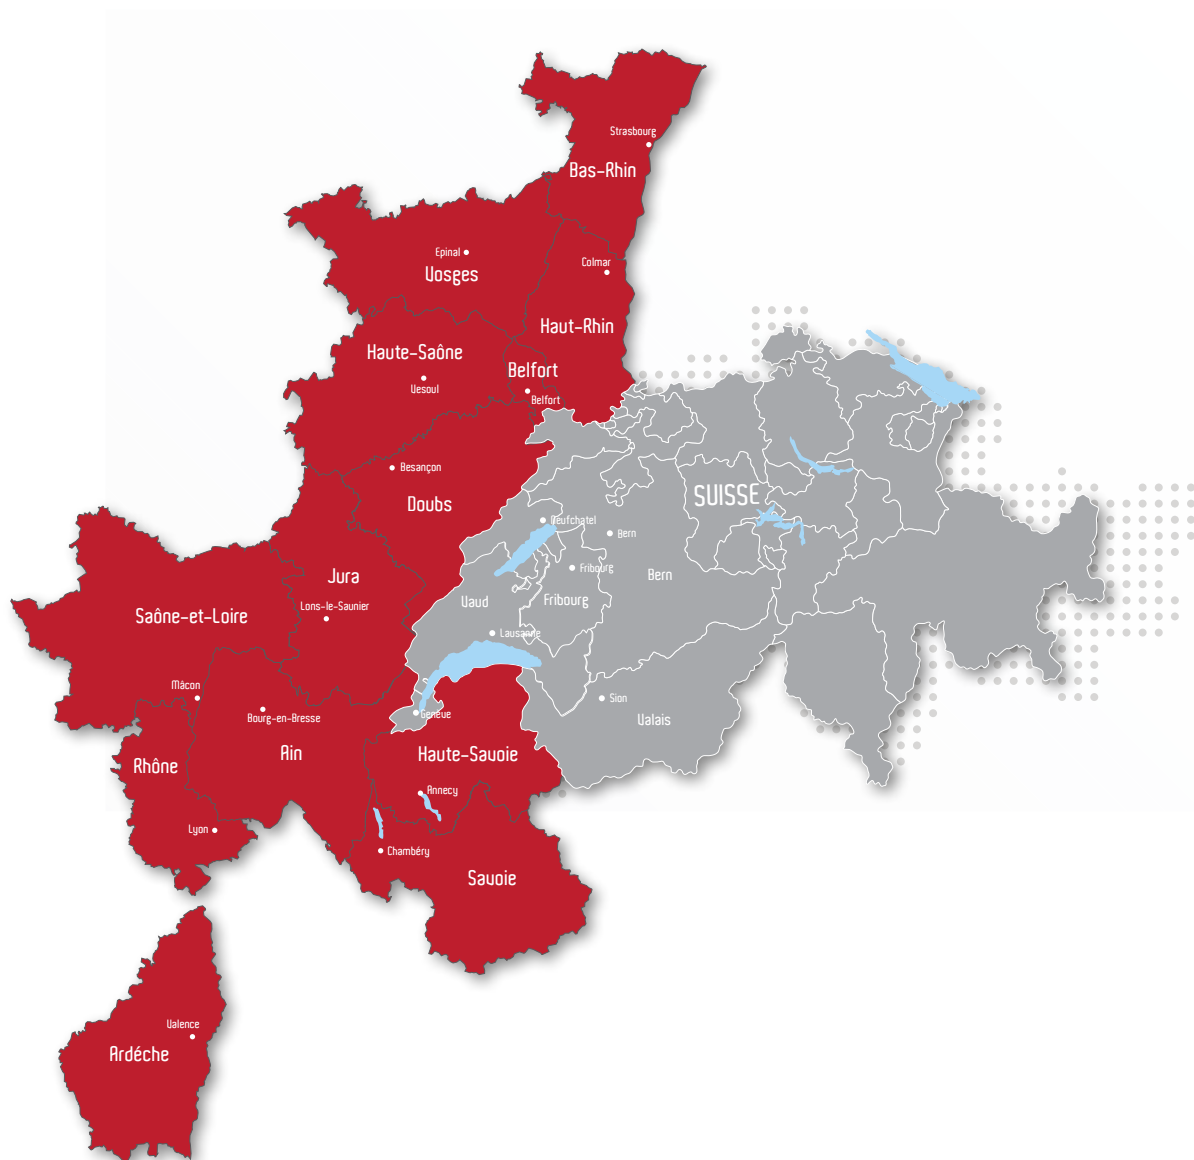 Strasbourg
Bas-Rhin
Epinal
Vosges
Colmar
Haut-Rhin
Haute-Saône
Vesoul
Belfort
Belfort
Besançon
Doubs
SUISSE
Neufchatel
Bern
Fribourg
Bern
Jura
Vaud
Fribourg
Lons-le-Saunier
Saône-et-Loire
Lausanne
Mâcon
Sion
Bourg-en-Bresse
Genève
Valais
Ain
Haute-Savoie
Rhône
Annecy
Lyon
Chambéry
Savoie
Valence
Ardéche